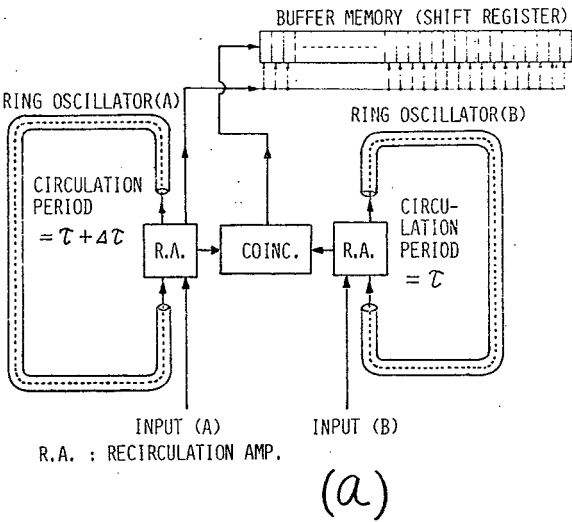 BUFFER MEMORY (SHIFT REGISTER)
RING OSCILLATOR(A)
RING OSCILLATOR(B)
CIRCULATION
PERIOD
= τ + Δτ
CIRCU-
LATION
PERIOD
= τ
R.A.
COINC.
R.A.
INPUT (A)
INPUT (B)
R.A. : RECIRCULATION AMP.
(a)